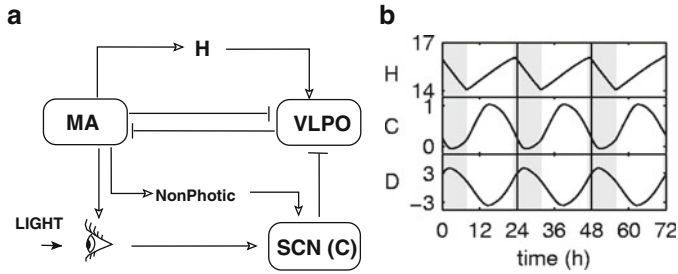 a
H
MA
VLPO
NonPhotic
LIGHT
SCN (C)
b
17
H
14
1
C
0
3
D
−3
0 12 24 36 48 60 72
time (h)